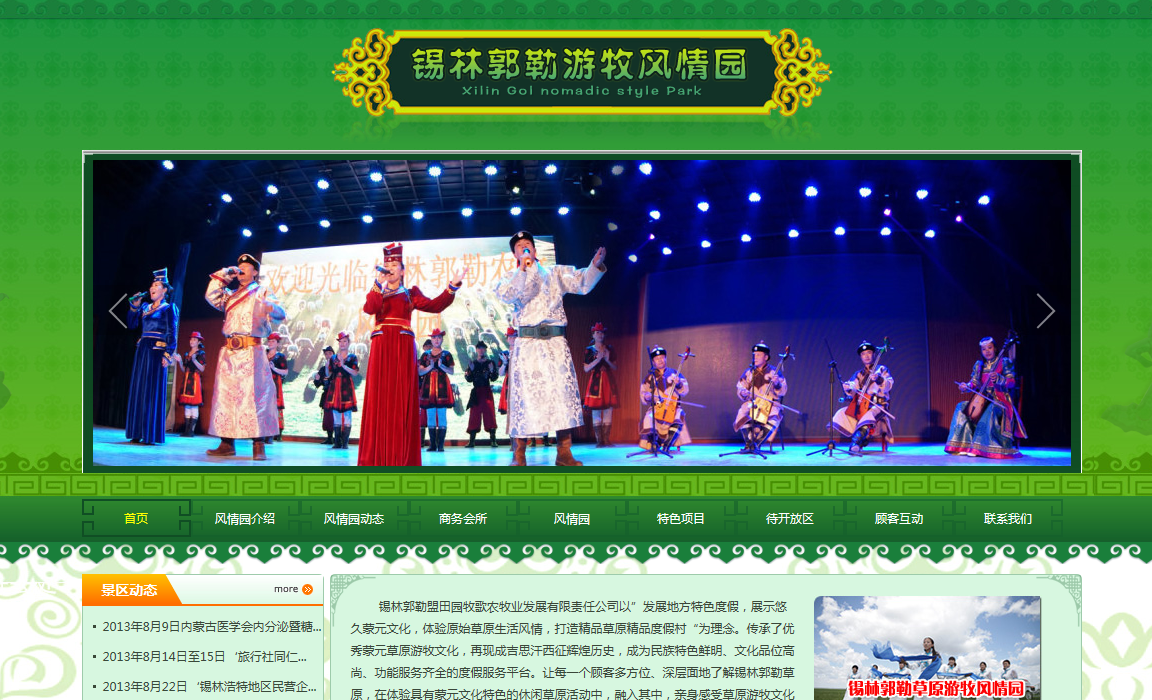 锡林郭勒游牧风情园
Xilin Gol nomadic style Park
欢迎光临锡林郭勒农
首页 风情园介绍 风情园动态 商务会所 风情园 特色项目 待开放区 顾客互动 联系我们
景区动态 more
2013年8月9日内蒙古医学会内分泌暨糖...
2013年8月14日至15日‘旅行社同仁...
2013年8月22日‘锡林浩特地区民营企...
锡林郭勒盟田园牧歌农牧业发展有限责任公司以”发展地方特色度假，展示悠
久蒙元文化，体验原始草原生活风情，打造精品草原精品度假村“为理念。传承了优
秀蒙元草原游牧文化，再现成吉思汗西征辉煌历史，成为民族特色鲜明、文化品位高
尚、功能服务齐全的度假服务平台。让每一个顾客多方位、深层面地了解锡林郭勒草
原，在体验具有蒙元文化特色的休闲草原活动中，融入其中，亲身感受草原游牧文化
锡林郭勒草原游牧风情园